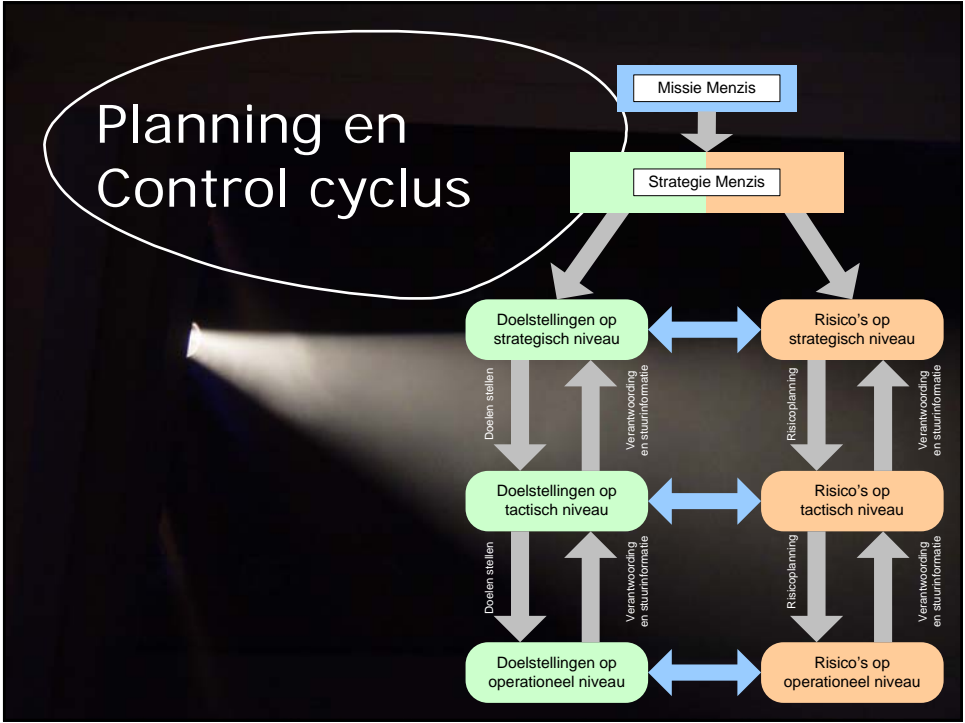 Planning en
Control cyclus
Missie Menzis
Strategie Menzis
Doelstellingen op
strategisch niveau
Risico's op
strategisch niveau
Doelen stellen
Verantwoording
en stuurinformatie
Risicoplanning
Verantwoording
en stuurinformatie
Doelstellingen op
tactisch niveau
Risico's op
tactisch niveau
Doelen stellen
Verantwoording
en stuurinformatie
Risicoplanning
Verantwoording
en stuurinformatie
Doelstellingen op
operationeel niveau
Risico's op
operationeel niveau